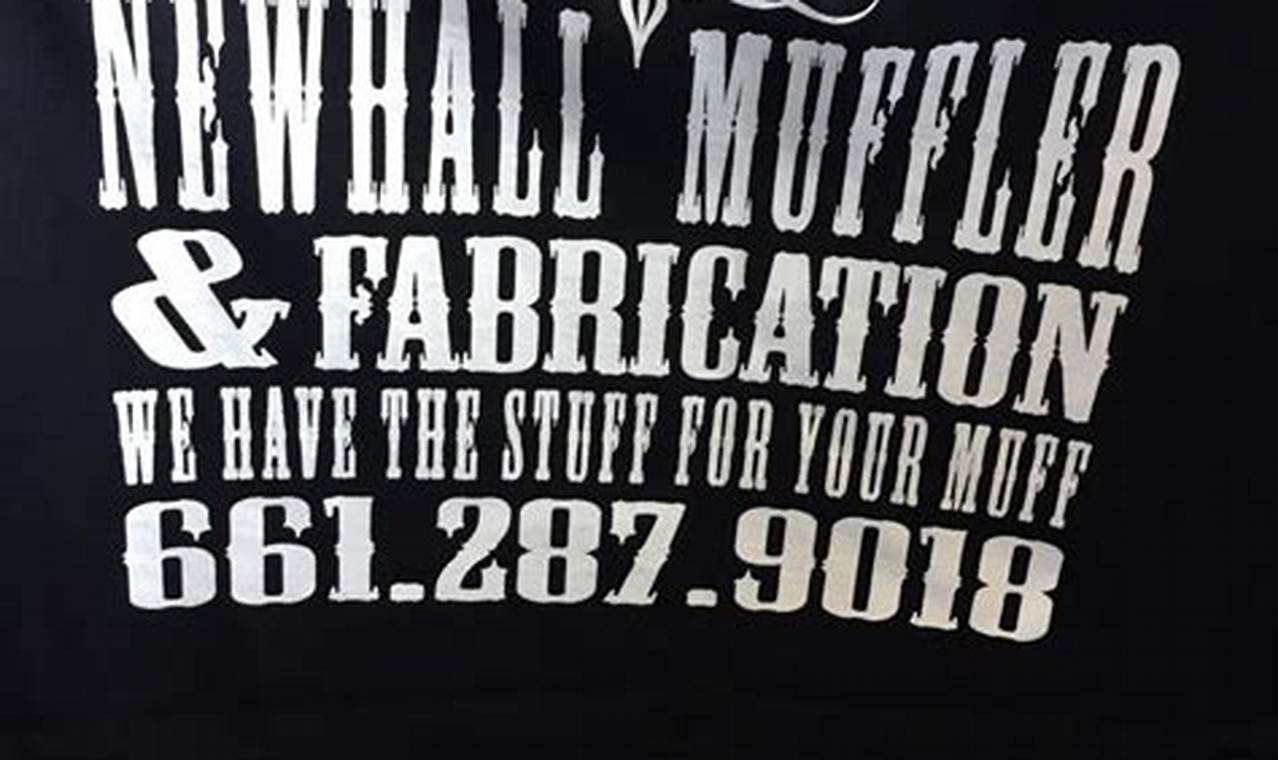 NEWHALL MUFFLER
& FABRICATION
WE HAVE THE STUFF FOR YOUR MUFF
661.287.9018